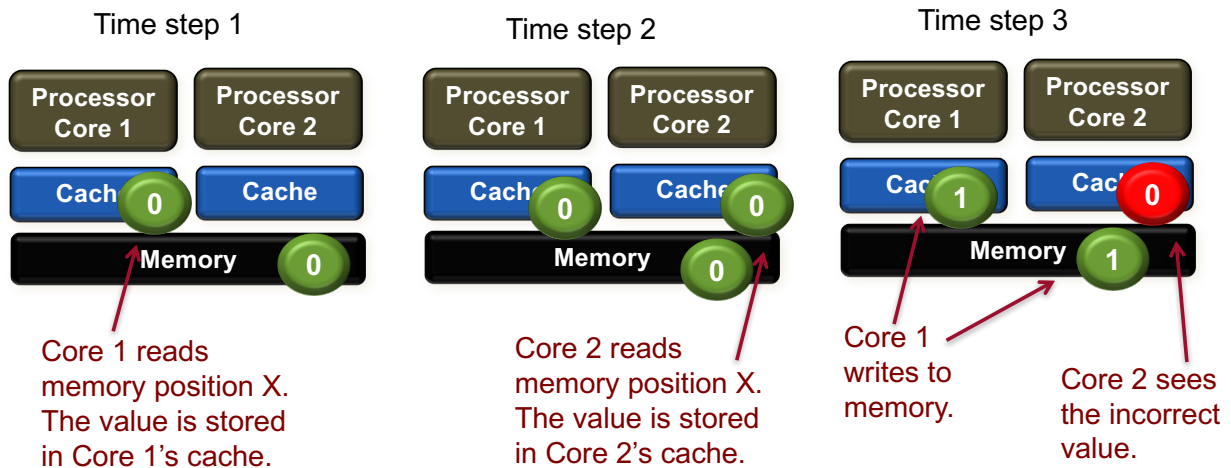 Time step 1
Processor
Core 1
Processor
Core 2
Cach
0
Cache
Memory
0
Core 1 reads
memory position X.
The value is stored
in Core 1's cache.
Time step 2
Processor
Core 1
Processor
Core 2
Cache
0
Cache
0
Memory
0
Core 2 reads
memory position X.
The value is stored
in Core 2's cache.
Time step 3
Processor
Core 1
Processor
Core 2
Cac
1
Cac
0
Memory
1
Core 1
writes to
memory.
Core 2 sees
the incorrect
value.